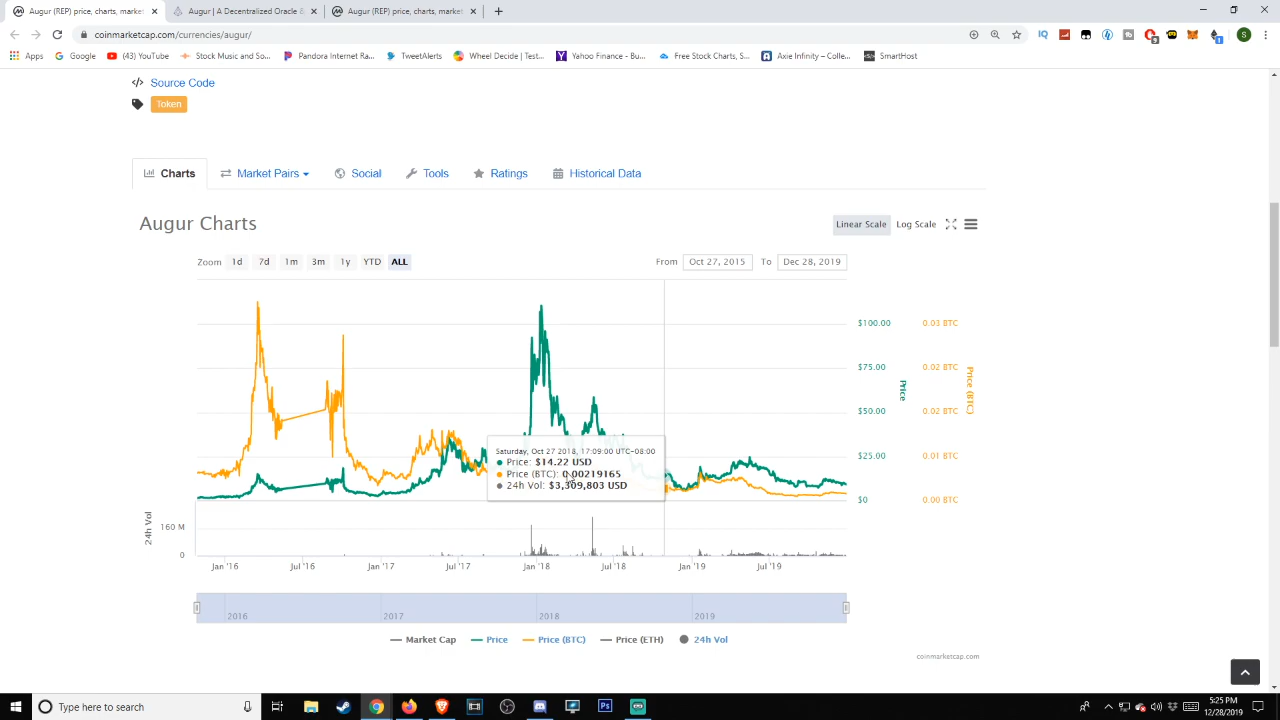 Augur (REP) price, charts, market
Augur | A Decentralized Oracle &
Augur (REP) price, charts, market
coinmarketcap.com/currencies/augur/
Apps
Google
(43) YouTube
Stock Music and So...
Pandora Internet Ra...
TweetAlerts
Wheel Decide | Test...
Yahoo Finance - Bu...
Free Stock Charts, S...
Axie Infinity – Colle...
SmartHost
Source Code
Token
Charts
Market Pairs
Social
Tools
Ratings
Historical Data
Augur Charts
Linear Scale
Log Scale
Zoom 1d 7d 1m 3m 1y YTD ALL
From Oct 27, 2015 To Dec 28, 2019
$100.00 0.03 BTC
$75.00 0.02 BTC
$50.00 0.02 BTC
$25.00 0.01 BTC
$0 0.00 BTC
Price
Price (BTC)
Saturday, Oct 27 2018, 17:09:00 UTC-08:00
Price: $14.22 USD
Price (BTC): 0.00219165
24h Vol: $3,309,803 USD
24h Vol
160 M
0
Jan '16 Jul '16 Jan '17 Jul '17 Jan '18 Jul '18 Jan '19 Jul '19
2016 2017 2018 2019
Market Cap Price Price (BTC) Price (ETH) 24h Vol
coinmarketcap.com
Type here to search
5:25 PM
12/28/2019